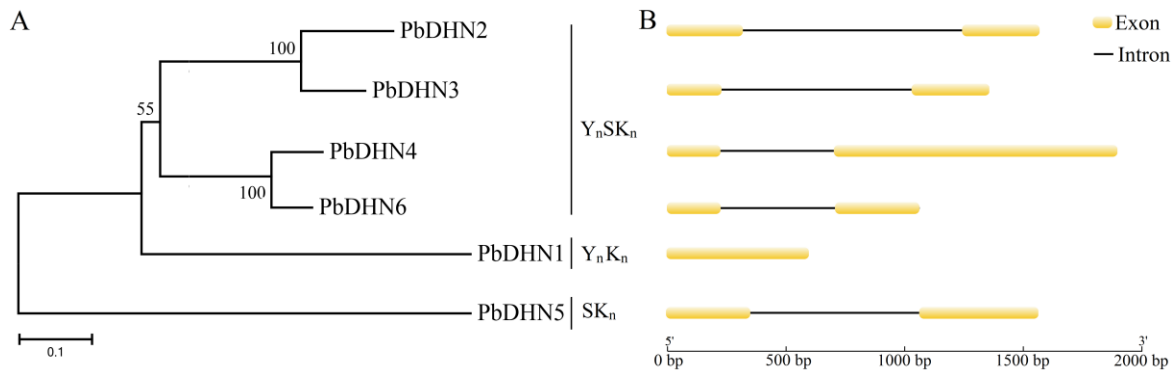 A
PbDHN2
100
PbDHN3
55
PbDHN4
100
PbDHN6
PbDHN1
PbDHN5
YₙSKₙ
YₙKₙ
SKₙ
0.1
B
Exon
Intron
5' 3'
0 bp 500 bp 1000 bp 1500 bp 2000 bp